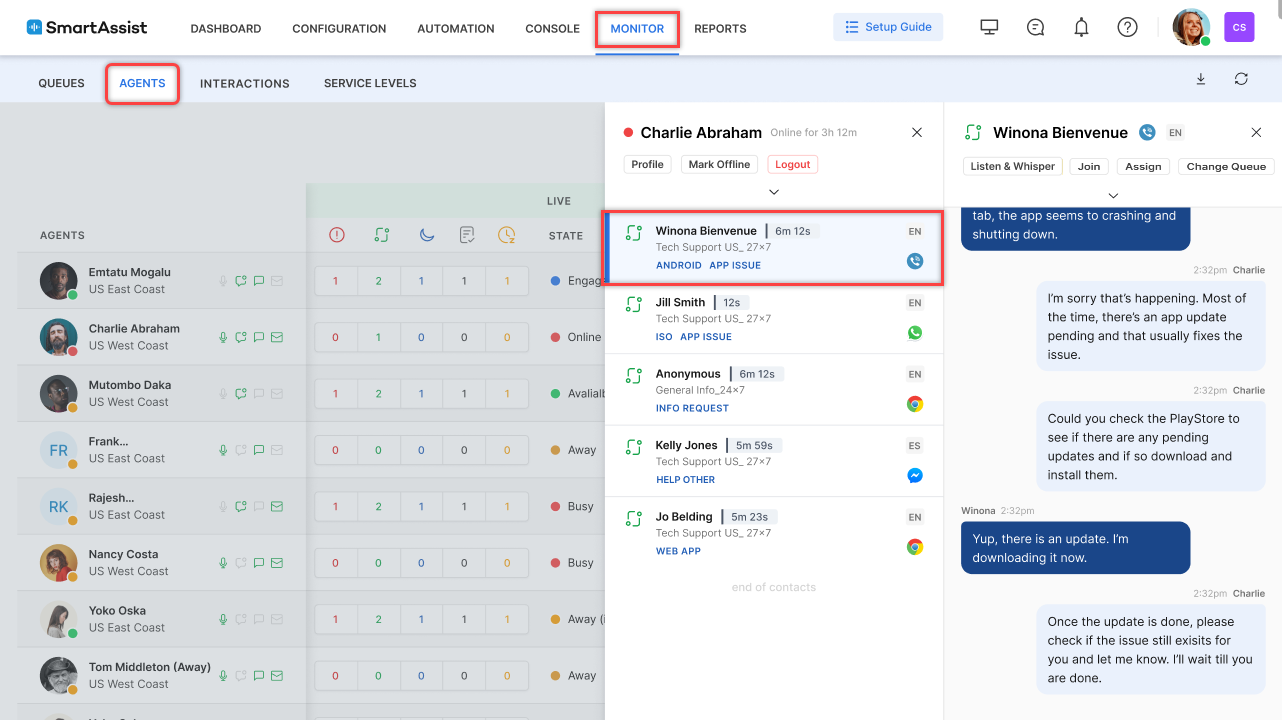 SmartAssist
DASHBOARD
CONFIGURATION
AUTOMATION
CONSOLE
MONITOR
REPORTS
Setup Guide
CS
QUEUES
AGENTS
INTERACTIONS
SERVICE LEVELS
LIVE
AGENTS
STATE
Emtatu Mogalu
US East Coast
1 2 1 1 1
Engag
Charlie Abraham
US West Coast
0 1 0 0 0
Online
Mutombo Daka
US East Coast
1 2 1 1 1
Avalialb
FR
Frank...
US East Coast
0 0 0 0 0
Away
RK
Rajesh...
US East Coast
1 2 1 1 1
Busy
Nancy Costa
US West Coast
0 0 0 0 0
Busy
Yoko Oska
US East Coast
1 2 1 1 1
Away (
Tom Middleton (Away)
US West Coast
0 0 0 0 0
Away
Charlie Abraham Online for 3h 12m
Profile
Mark Offline
Logout
Winona Bienvenue 6m 12s EN
Tech Support US_ 27×7
ANDROID APP ISSUE
Jill Smith 12s EN
Tech Support US_ 27×7
ISO APP ISSUE
Anonymous 6m 12s EN
General Info_24×7
INFO REQUEST
Kelly Jones 5m 59s ES
Tech Support US_ 27×7
HELP OTHER
Jo Belding 5m 23s EN
Tech Support US_ 27×7
WEB APP
end of contacts
Winona Bienvenue EN
Listen & Whisper
Join
Assign
Change Queue
tab, the app seems to crashing and
shutting down.
2:32pm Charlie
I'm sorry that's happening. Most of
the time, there's an app update
pending and that usually fixes the
issue.
2:32pm Charlie
Could you check the PlayStore to
see if there are any pending
updates and if so download and
install them.
Winona 2:32pm
Yup, there is an update. I'm
downloading it now.
2:32pm Charlie
Once the update is done, please
check if the issue still exisits for
you and let me know. I'll wait till you
are done.